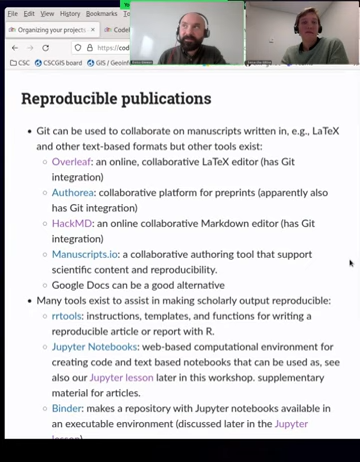 File Edit View History Bookmarks To
Organizing your projects
https://cod
CSC CSCGIS board GIS / Geoinf
Reproducible publications
• Git can be used to collaborate on manuscripts written in, e.g., LaTeX
and other text-based formats but other tools exist:
◦ Overleaf: an online, collaborative LaTeX editor (has Git
integration)
◦ Authorea: collaborative platform for preprints (apparently also
has Git integration)
◦ HackMD: an online collaborative Markdown editor (has Git
integration)
◦ Manuscripts.io: a collaborative authoring tool that support
scientific content and reproducibility.
◦ Google Docs can be a good alternative
• Many tools exist to assist in making scholarly output reproducible:
◦ rrtools: instructions, templates, and functions for writing a
reproducible article or report with R.
◦ Jupyter Notebooks: web-based computational environment for
creating code and text based notebooks that can be used as, see
also our Jupyter lesson later in this workshop. supplementary
material for articles.
◦ Binder: makes a repository with Jupyter notebooks available in
an executable environment (discussed later in the Jupyter
lesson)